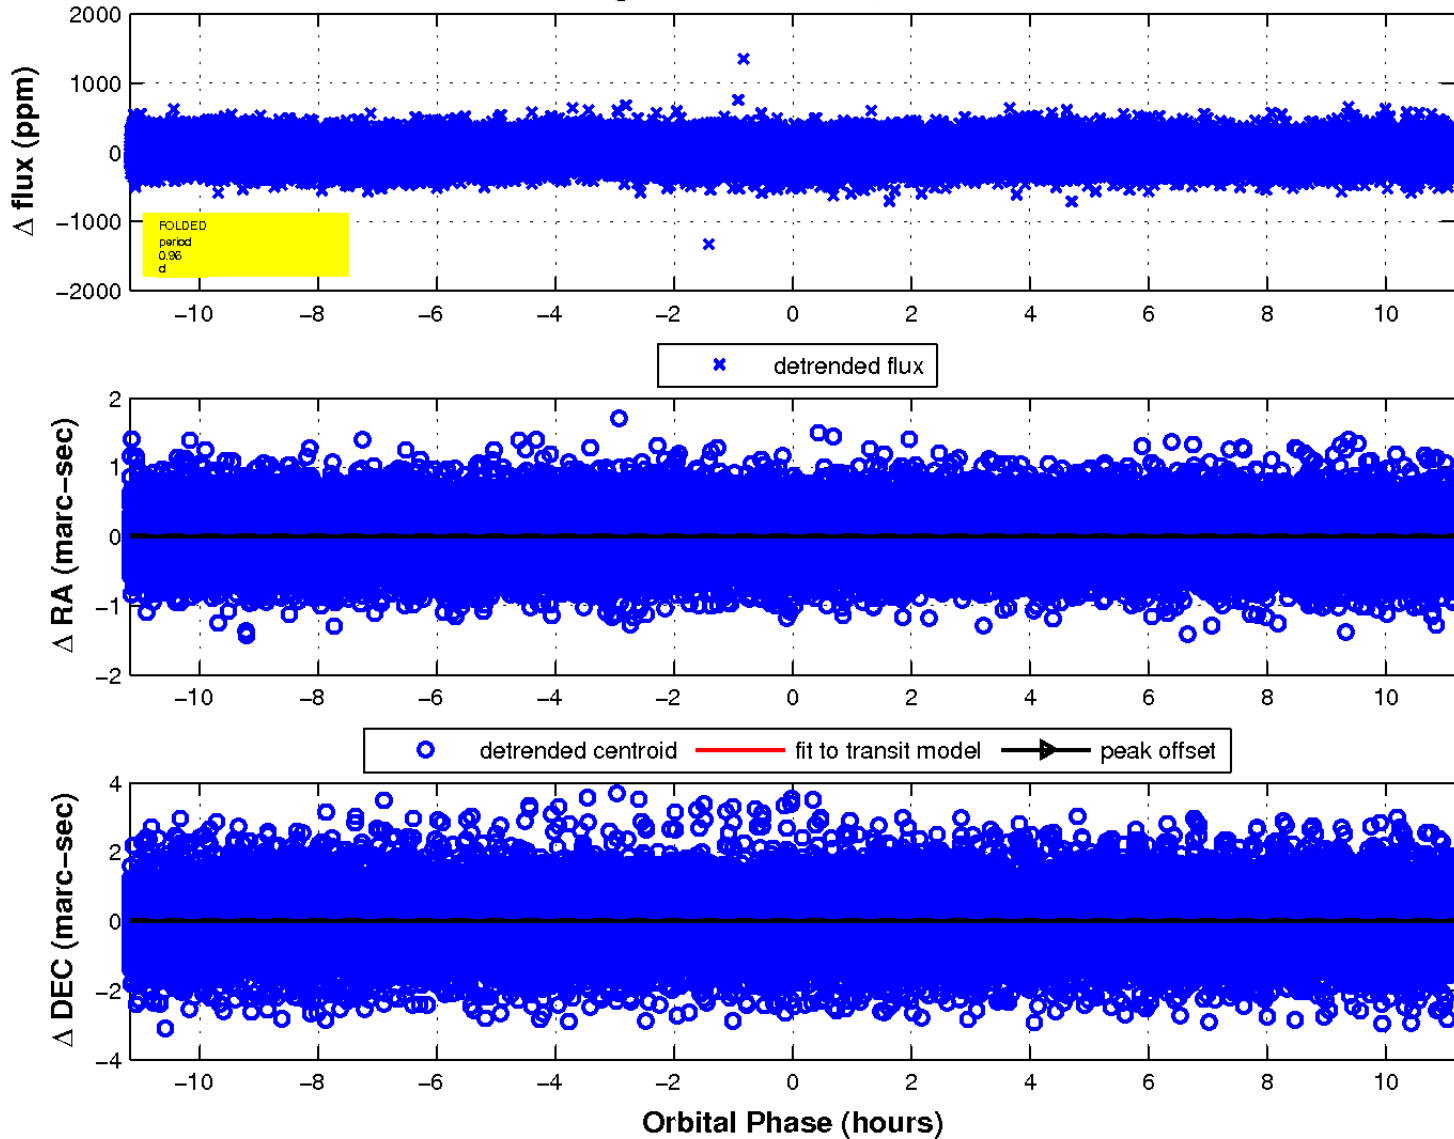 2000
1000
0
−1000
−2000
Δ flux (ppm)
FOLDED
period
0.96
d
−10 −8 −6 −4 −2 0 2 4 6 8 10
detrended flux
2
1
0
−1
−2
Δ RA (marc−sec)
−10 −8 −6 −4 −2 0 2 4 6 8 10
detrended centroid fit to transit model peak offset
4
2
0
−2
−4
Δ DEC (marc−sec)
−10 −8 −6 −4 −2 0 2 4 6 8 10
Orbital Phase (hours)